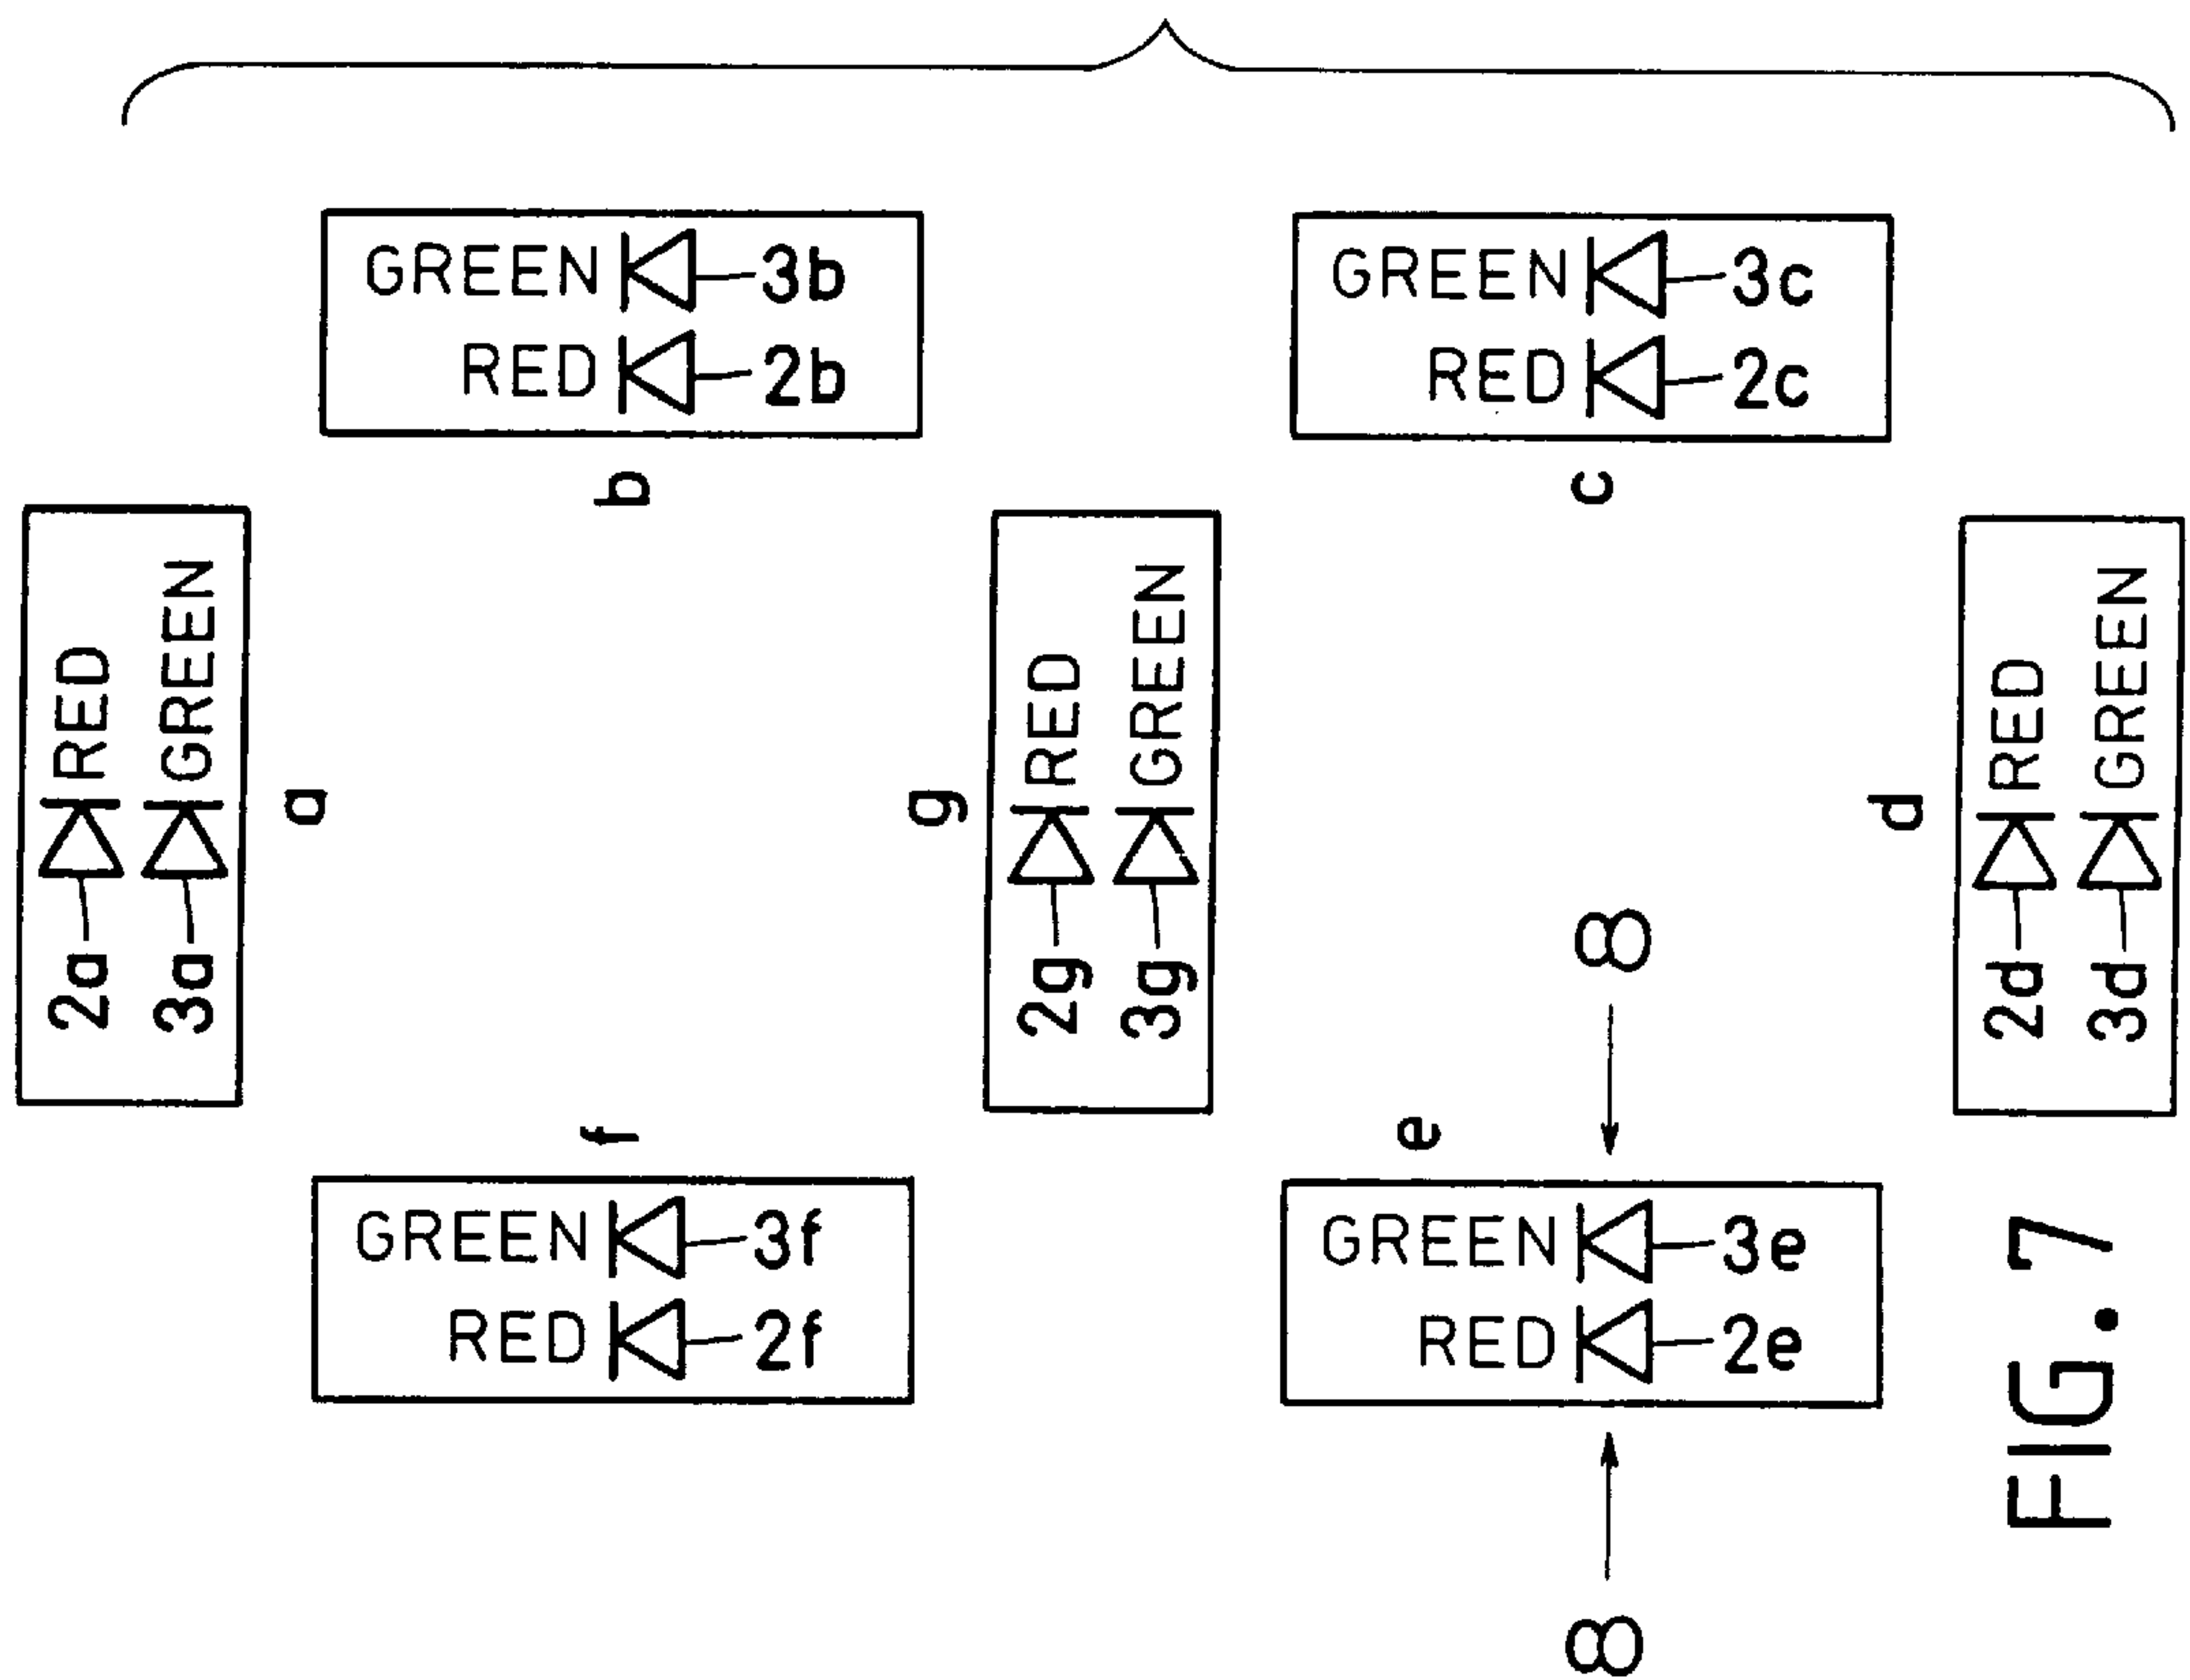 2a RED
3a GREEN
a
GREEN 3b
RED 2b
b
f
GREEN 3f
RED 2f
g
2g RED
3g GREEN
GREEN 3c
RED 2c
c
e
8
GREEN 3e
RED 2e
8
d
2d RED
3d GREEN
FIG. 7